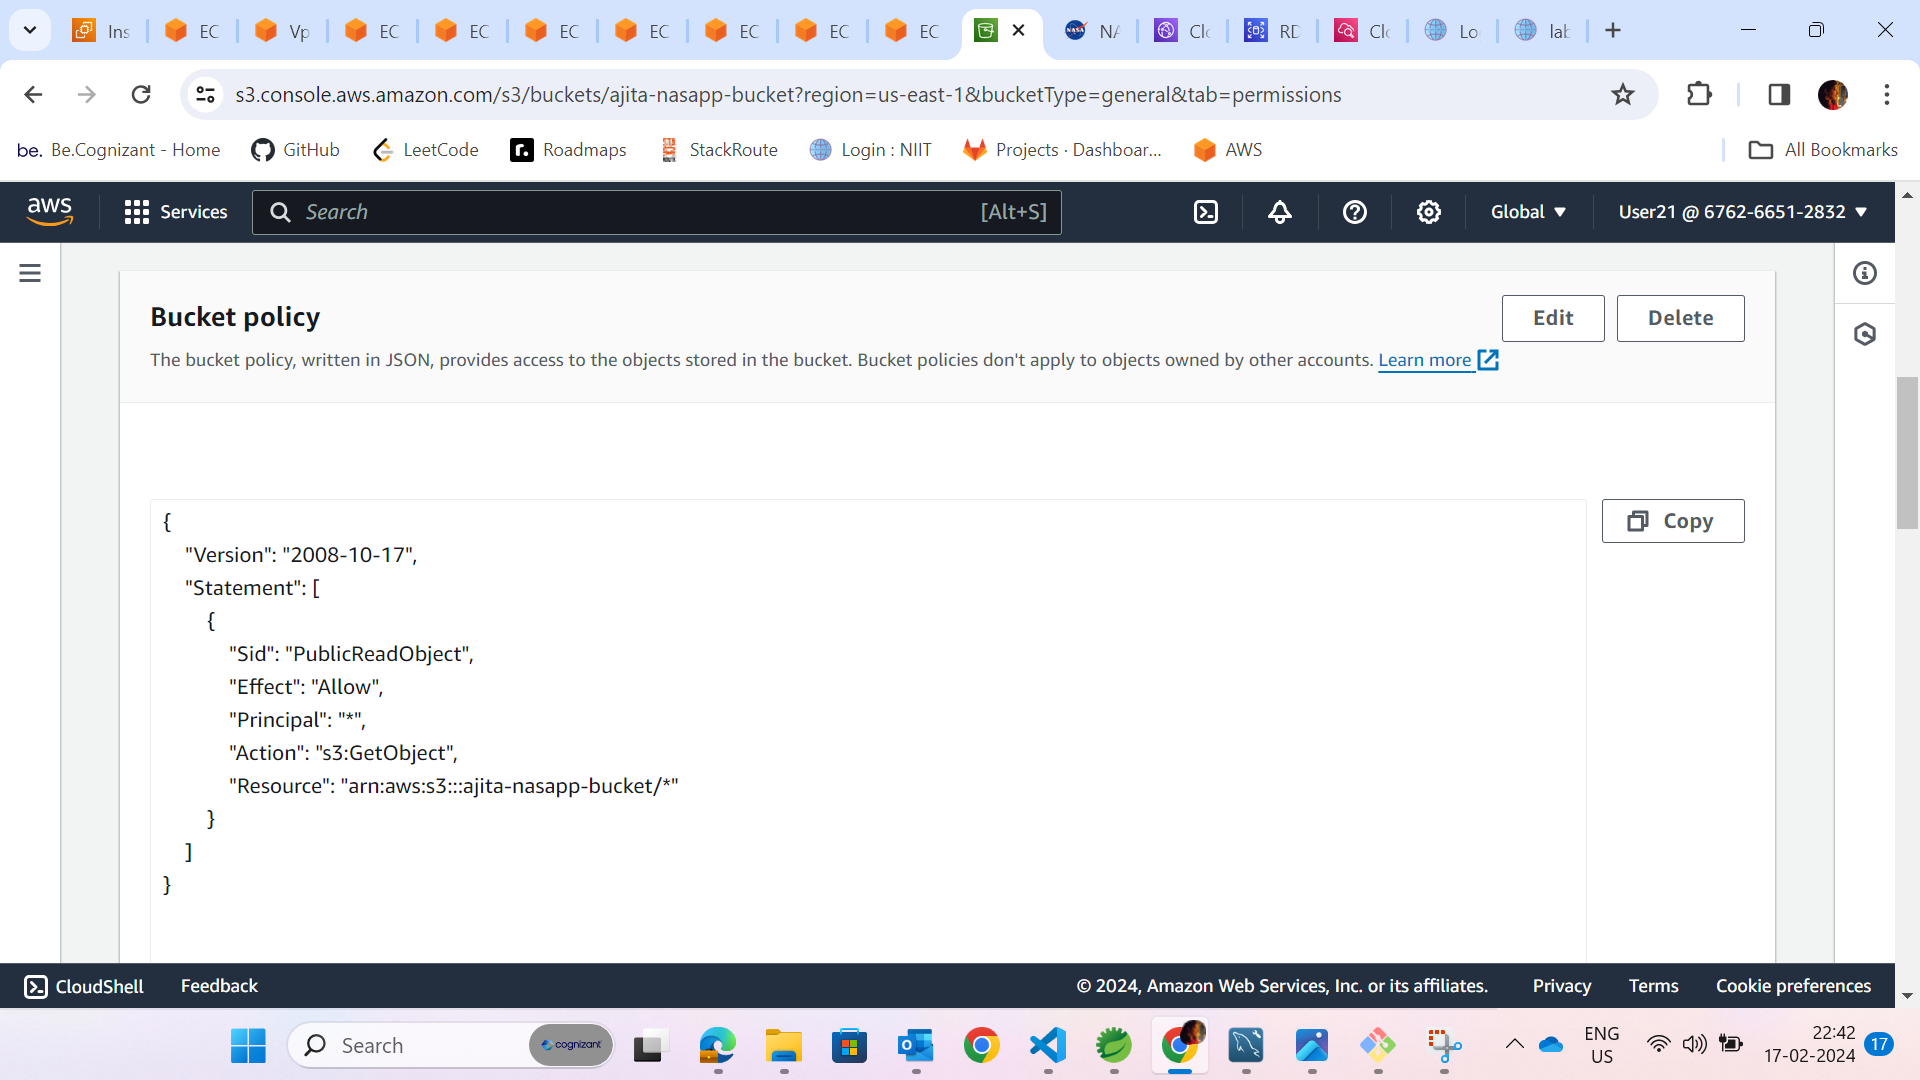 Ins
EC
Vp
EC
EC
EC
EC
EC
EC
EC
NA
Clo
RD
Clo
Lo
lab
s3.console.aws.amazon.com/s3/buckets/ajita-nasapp-bucket?region=us-east-1&bucketType=general&tab=permissions
be. Be.Cognizant - Home
GitHub
LeetCode
r. Roadmaps
StackRoute
Login : NIIT
Projects · Dashboar...
AWS
All Bookmarks
aws
Services
Search
[Alt+S]
Global
User21 @ 6762-6651-2832
Bucket policy
Edit
Delete
The bucket policy, written in JSON, provides access to the objects stored in the bucket. Bucket policies don't apply to objects owned by other accounts. Learn more
Copy
{
"Version": "2008-10-17",
"Statement": [
{
"Sid": "PublicReadObject",
"Effect": "Allow",
"Principal": "*",
"Action": "s3:GetObject",
"Resource": "arn:aws:s3:::ajita-nasapp-bucket/*"
}
]
}
CloudShell
Feedback
© 2024, Amazon Web Services, Inc. or its affiliates.
Privacy
Terms
Cookie preferences
Search
cognizant
ENG
US
22:42
17-02-2024
17